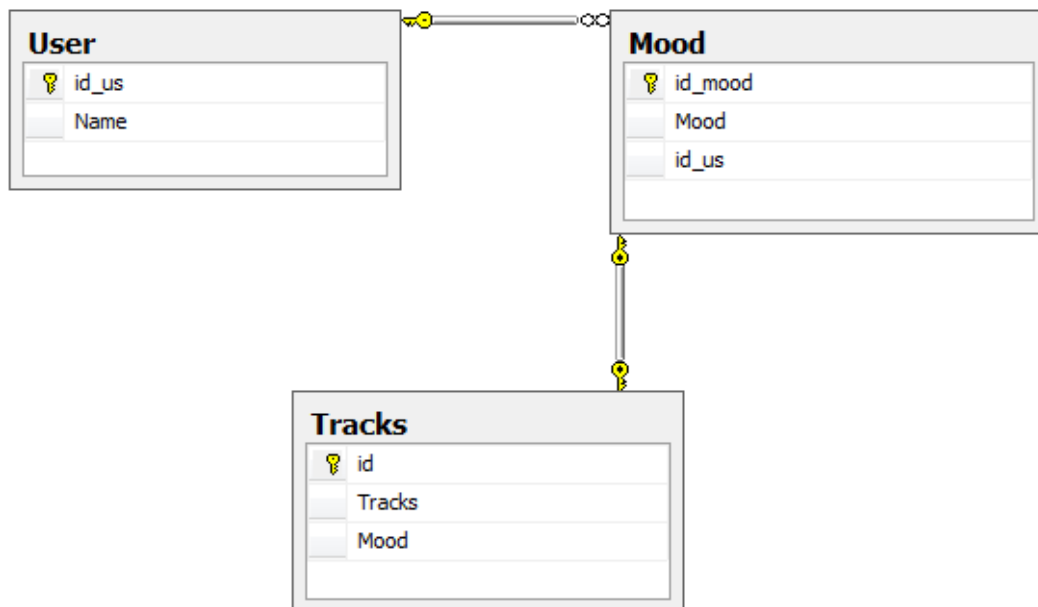 User
id_us
Name
Mood
id_mood
Mood
id_us
Tracks
id
Tracks
Mood